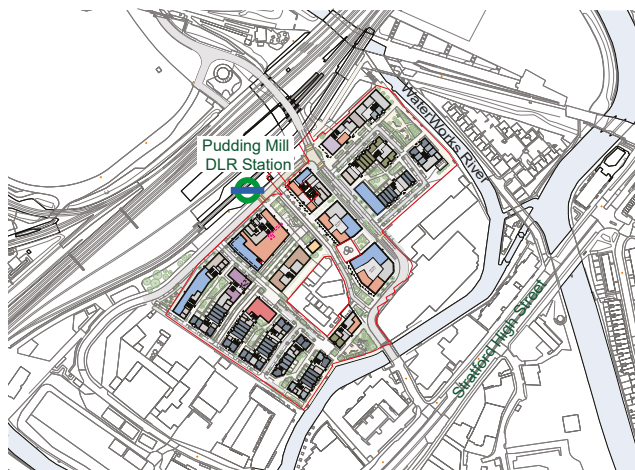 WaterWorks River
Pudding Mill
DLR Station
Stratford High Street